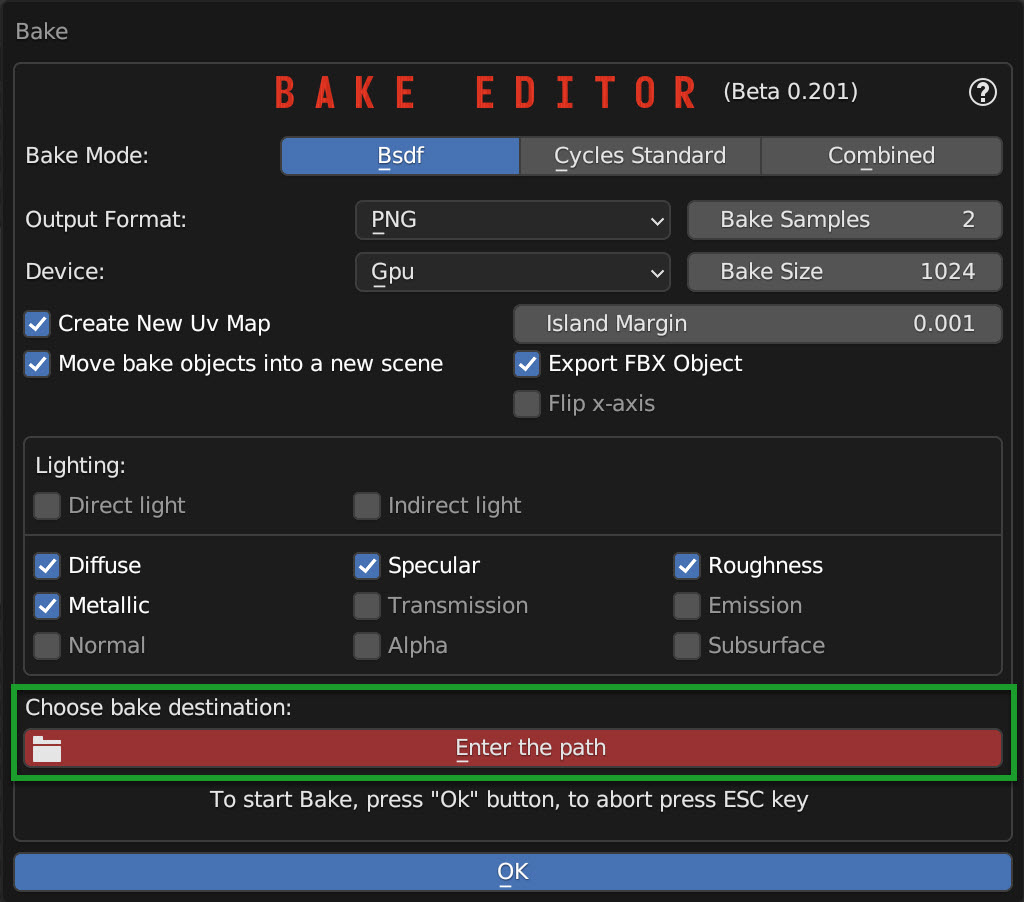 Bake
BAKE EDITOR (Beta 0.201) ?
Bake Mode: Bsdf Cycles Standard Combined
Output Format: PNG Bake Samples 2
Device: Gpu Bake Size 1024
Create New Uv Map Island Margin 0.001
Move bake objects into a new scene Export FBX Object
Flip x-axis
Lighting:
Direct light Indirect light
Diffuse Specular Roughness
Metallic Transmission Emission
Normal Alpha Subsurface
Choose bake destination:
Enter the path
To start Bake, press "Ok" button, to abort press ESC key
OK